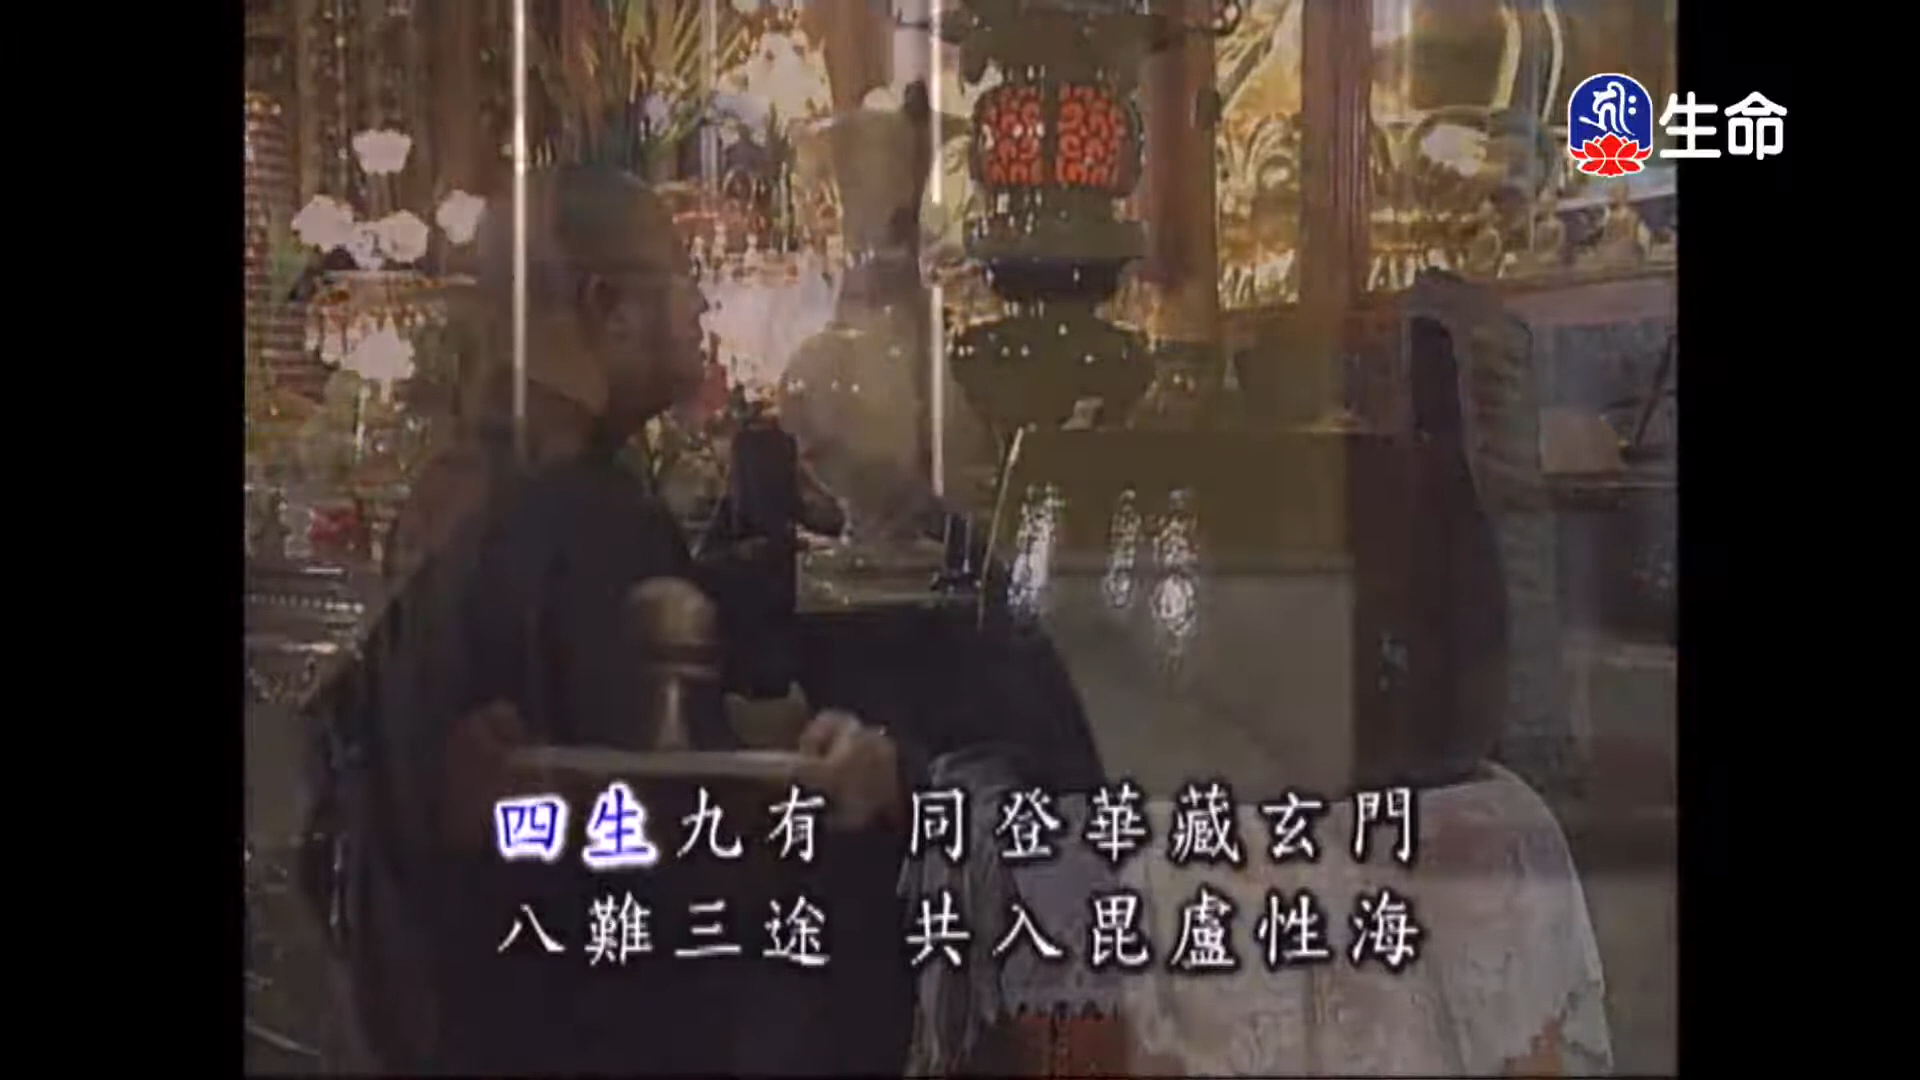 生命
四生九有 同登華藏玄門
八難三途 共入毘盧性海